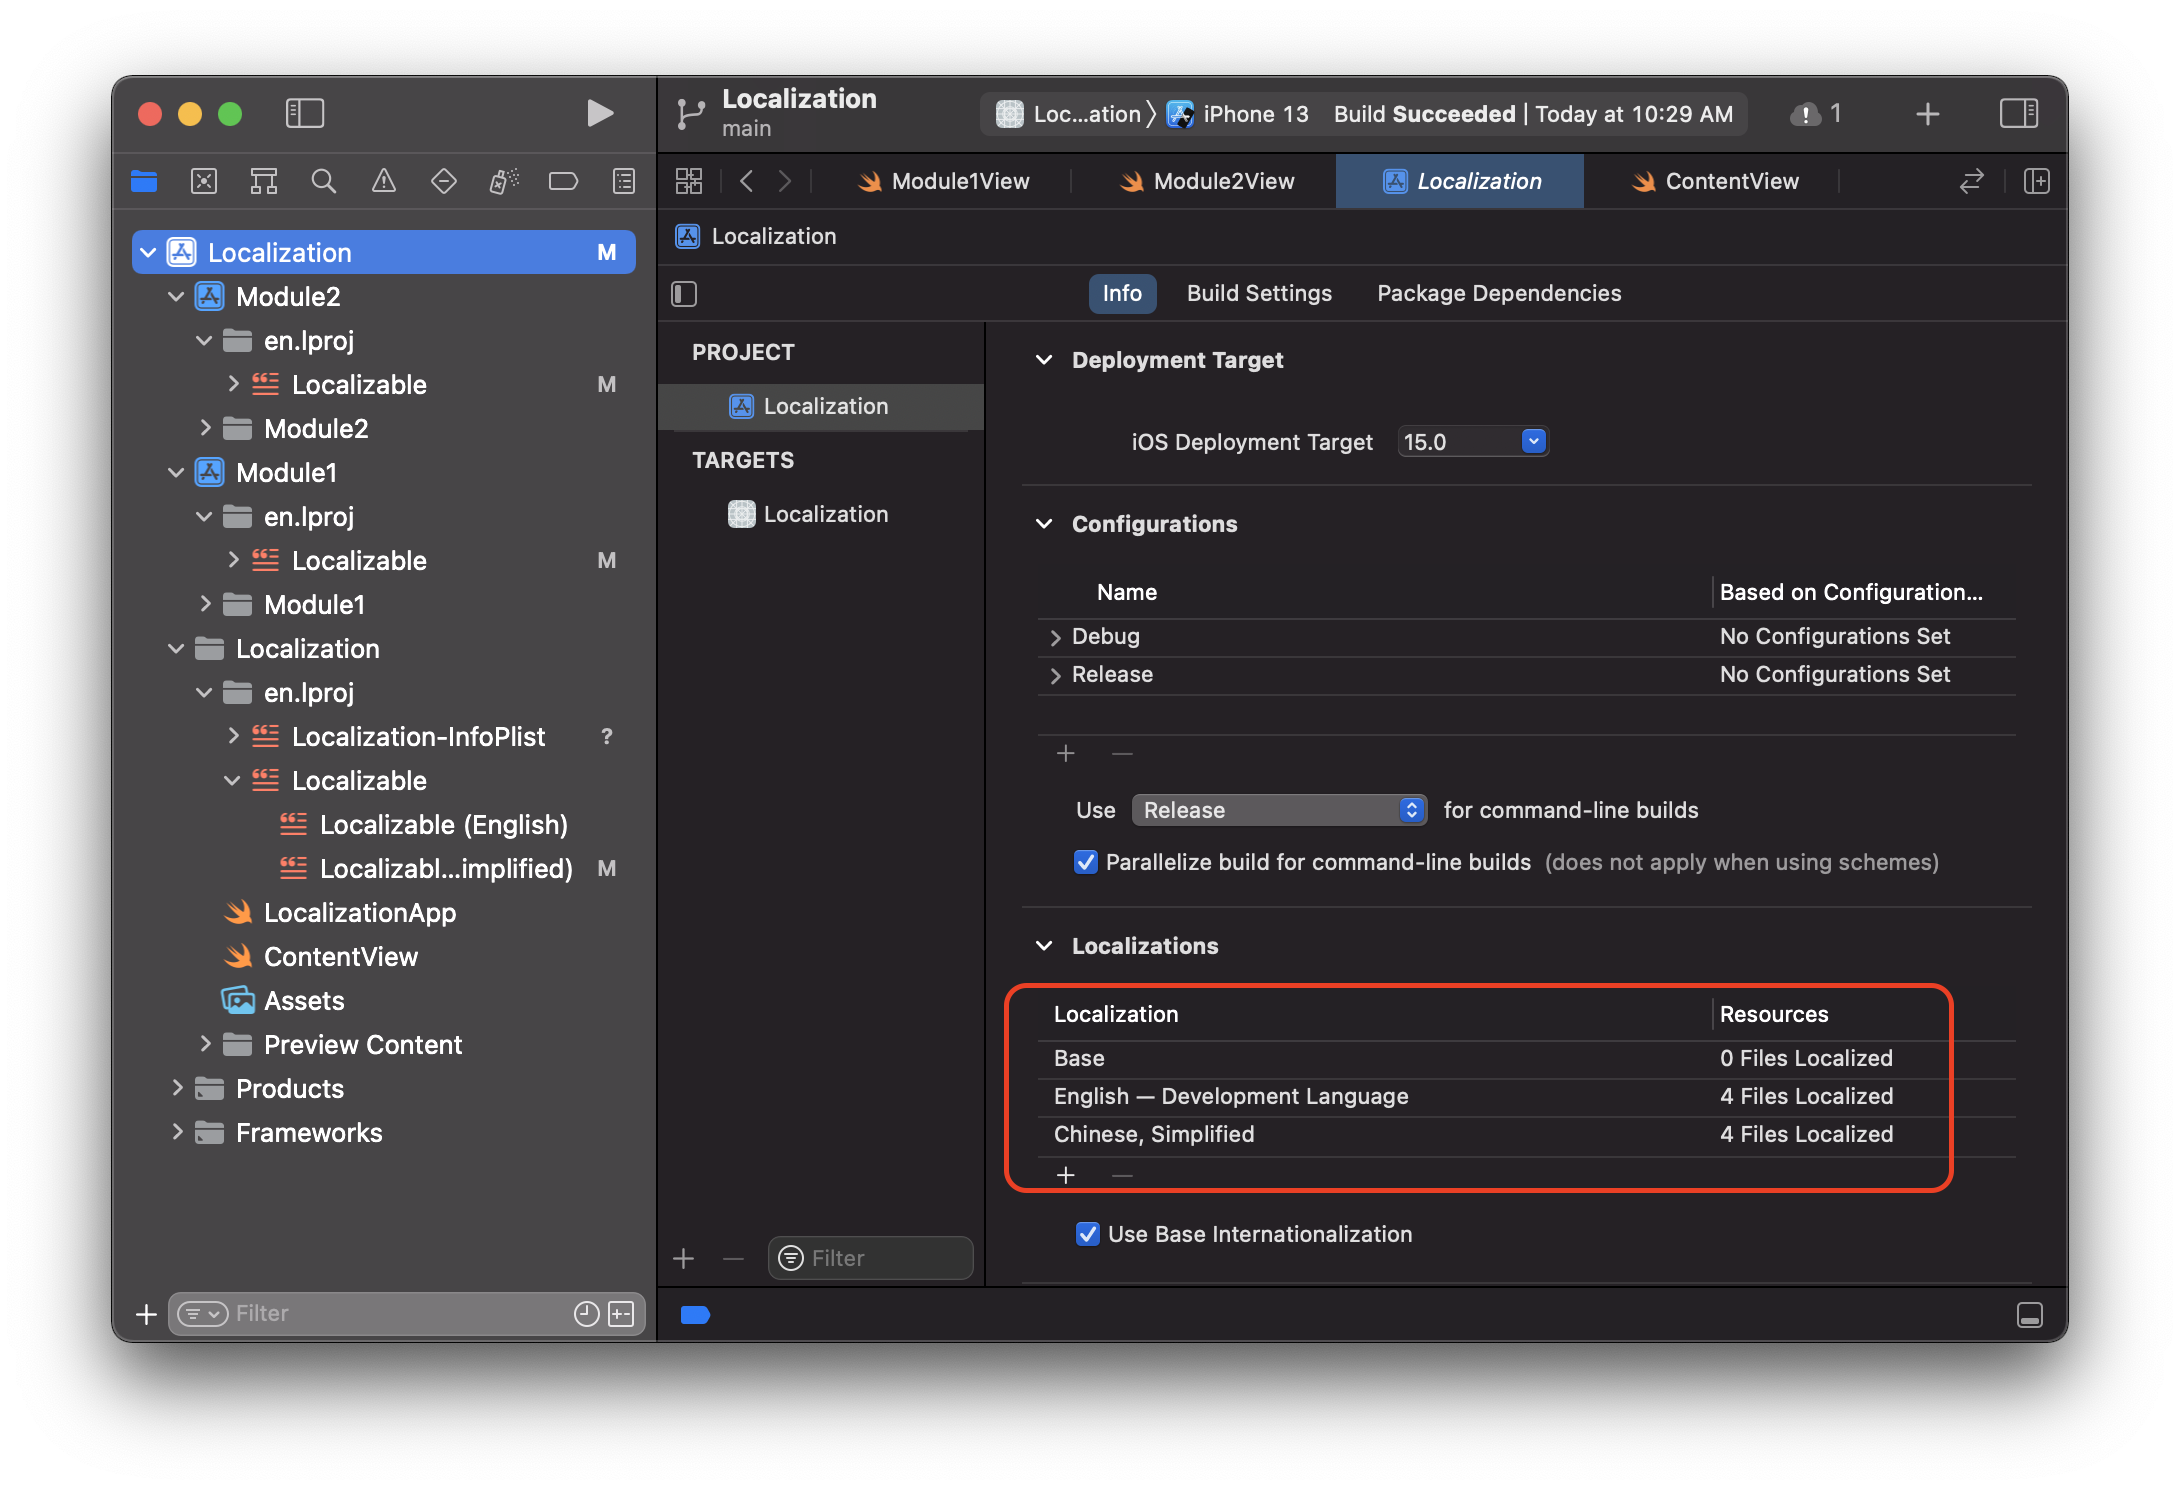 Localization
main
Loc...ation
iPhone 13
Build Succeeded | Today at 10:29 AM
1
Module1View
Module2View
Localization
ContentView
Localization
Info
Build Settings
Package Dependencies
Localization M
Module2
en.lproj
Localizable M
Module2
Module1
en.lproj
Localizable M
Module1
Localization
en.lproj
Localization-InfoPlist ?
Localizable
Localizable (English)
Localizabl...implified) M
LocalizationApp
ContentView
Assets
Preview Content
Products
Frameworks
Filter
PROJECT
Localization
TARGETS
Localization
Filter
Deployment Target
iOS Deployment Target 15.0
Configurations
Name Based on Configuration...
Debug No Configurations Set
Release No Configurations Set
Use Release for command-line builds
Parallelize build for command-line builds (does not apply when using schemes)
Localizations
Localization Resources
Base 0 Files Localized
English — Development Language 4 Files Localized
Chinese, Simplified 4 Files Localized
Use Base Internationalization